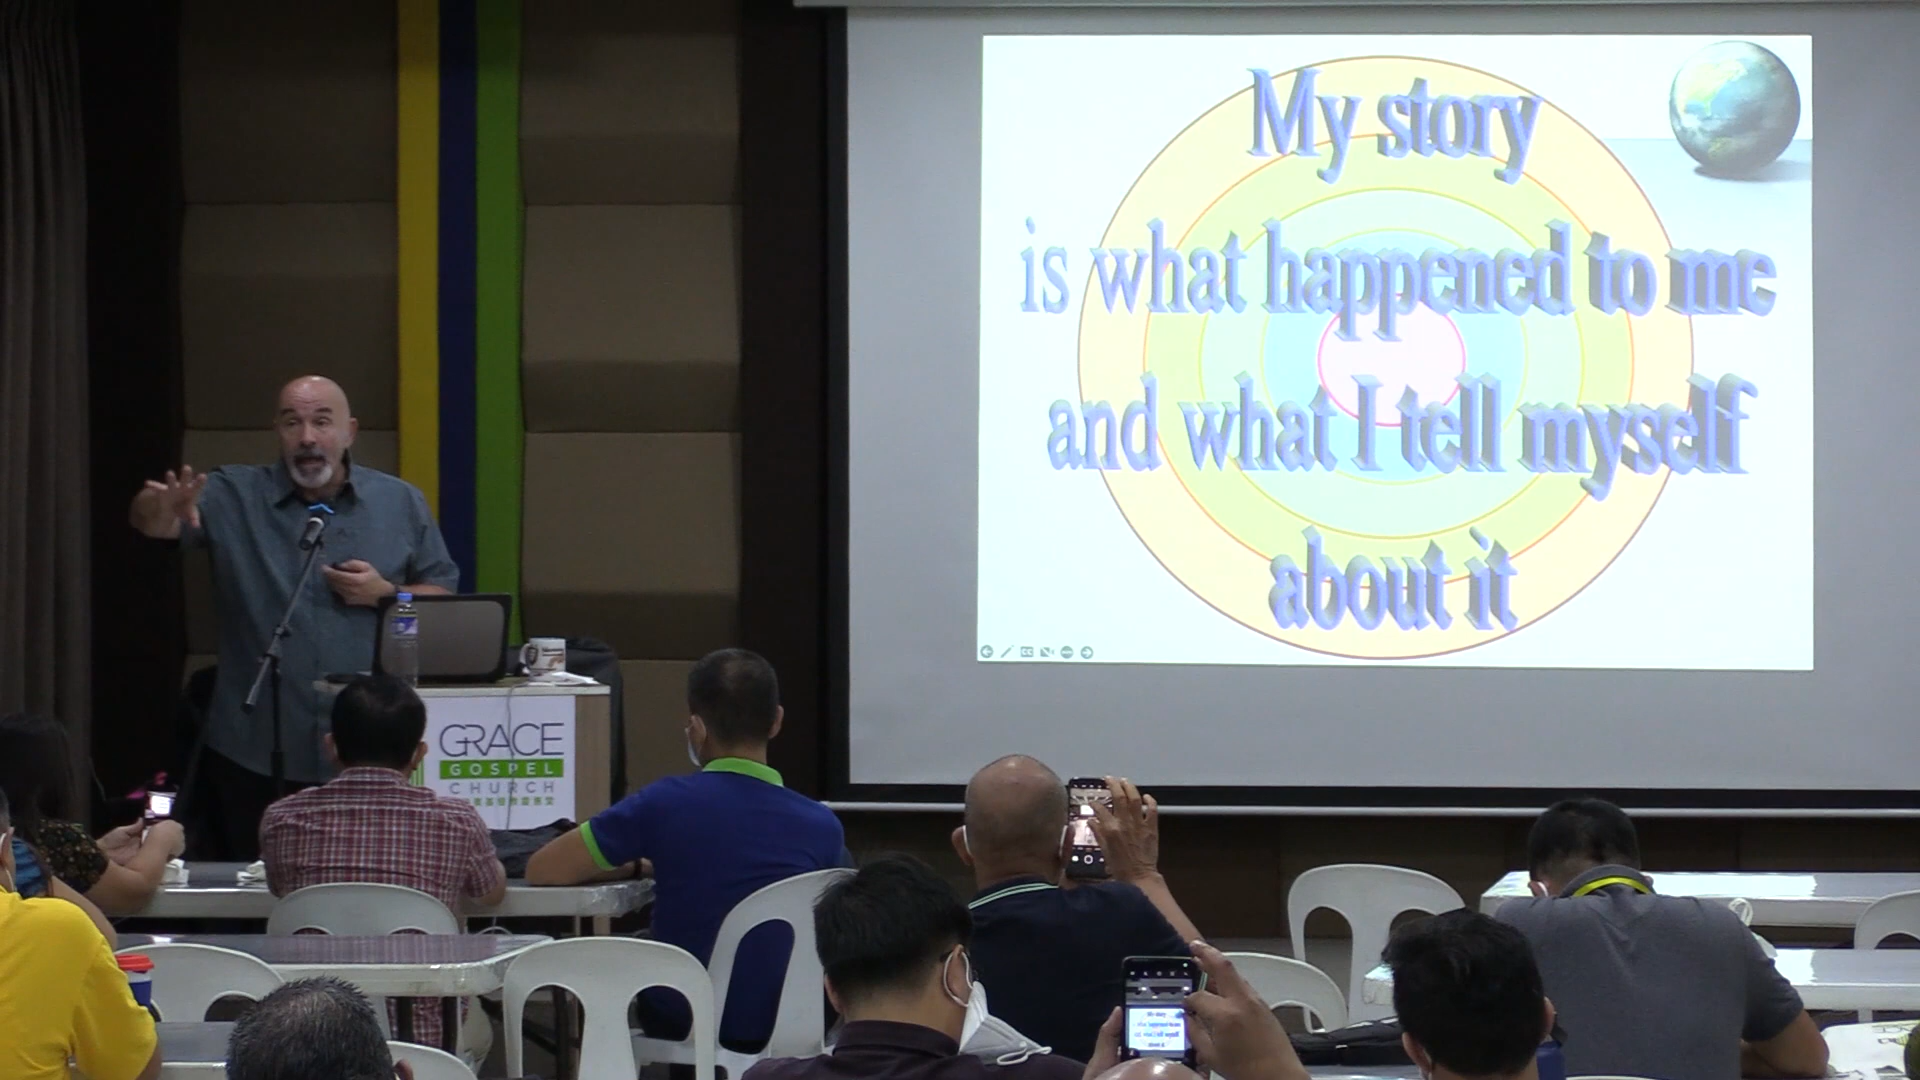 My story
is what happened to me
and what I tell myself
about it
GRACE
GOSPEL
CHURCH